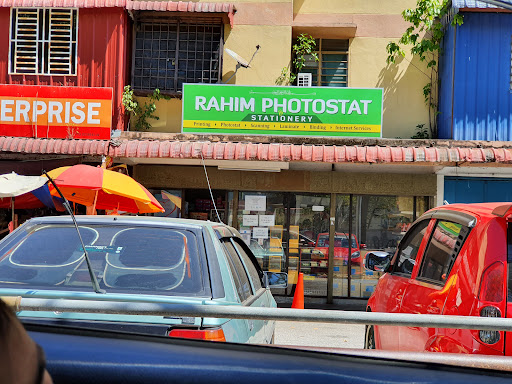 ERPRISE
RAHIM PHOTOSTAT
STATIONERY
Printing • Photostat • Scanning • Laminate • Binding • Internet Services